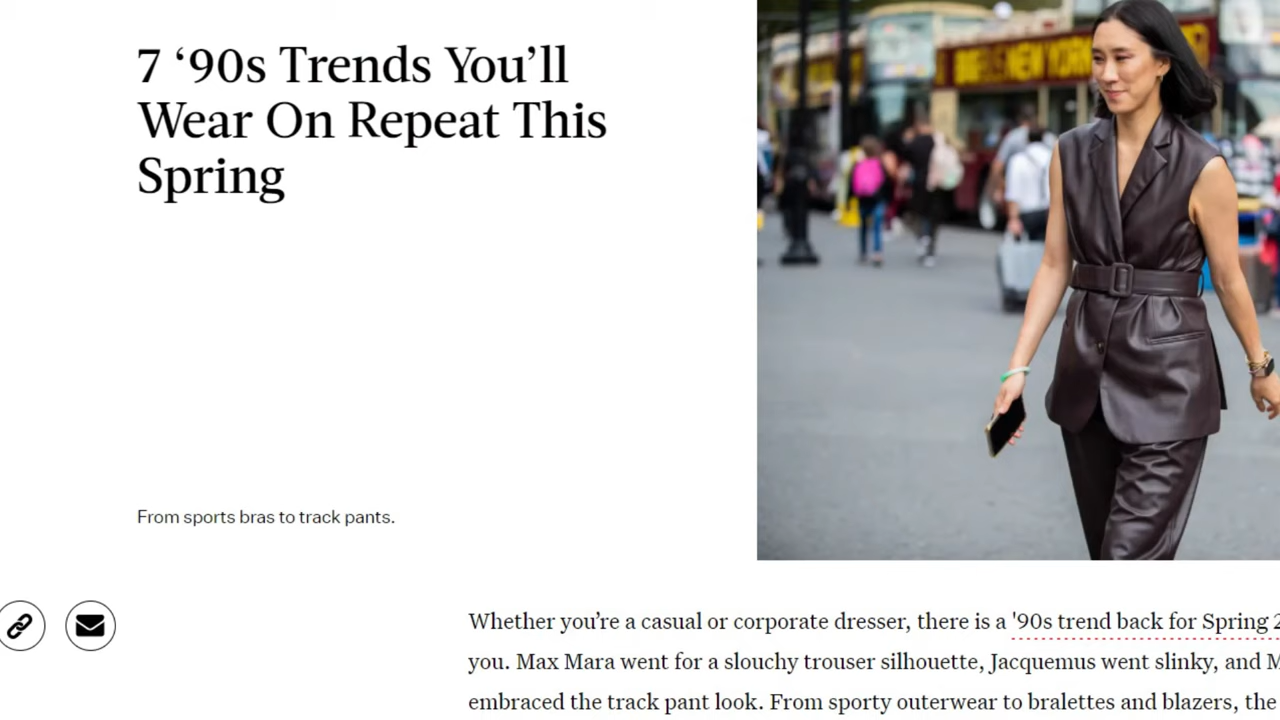 7 ‘90s Trends You’ll
Wear On Repeat This
Spring
NEW YORK
From sports bras to track pants.
Whether you’re a casual or corporate dresser, there is a '90s trend back for Spring
you. Max Mara went for a slouchy trouser silhouette, Jacquemus went slinky, and M
embraced the track pant look. From sporty outerwear to bralettes and blazers, the